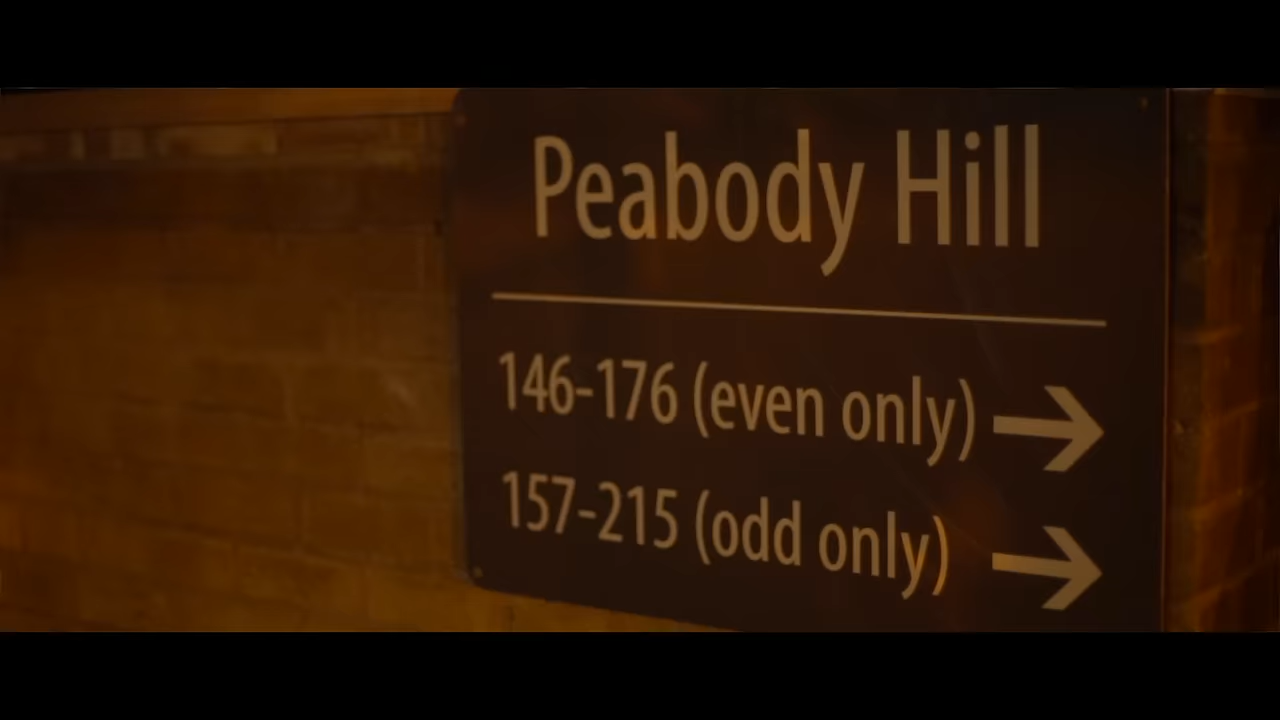 Peabody Hill
146-176 (even only) →
157-215 (odd only) →